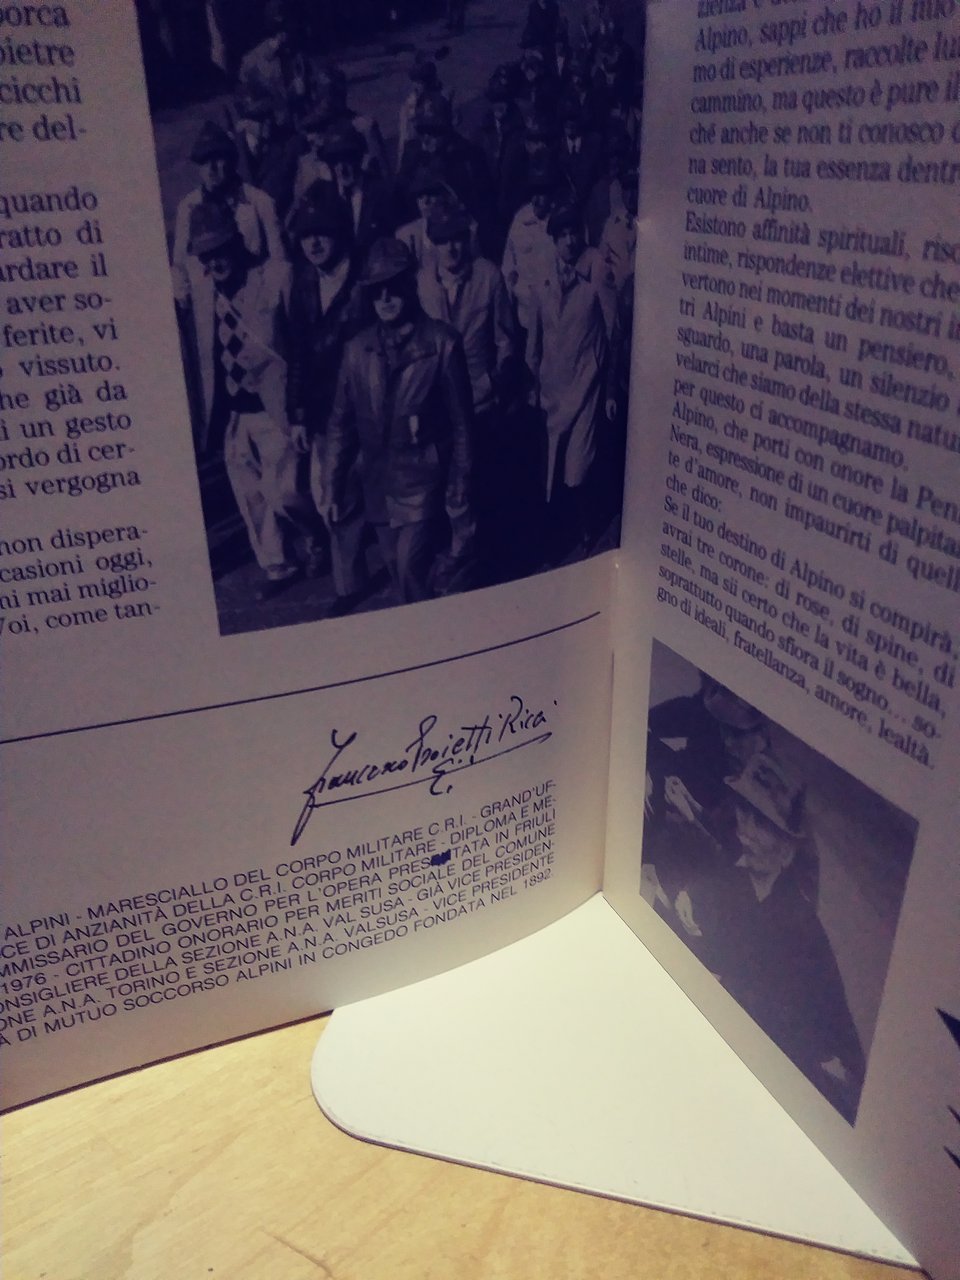 orca
pietre
cicchi
re del-
quando
ratto di
ardare il
aver so-
ferite, vi
vissuto.
he già da
i un gesto
ordo di cer-
si vergogna
non dispera-
casioni oggi,
ni mai miglio-
Voi, come tan-
Francesco Proietti Ricci
ALPINI - MARESCIALLO DEL CORPO MILITARE C.R.I. - GRAND'UF-
CE DI ANZIANITÀ DELLA C.R.I. CORPO MILITARE - DIPLOMA E ME-
MMISSARIO DEL GOVERNO PER L'OPERA PRESENTATA IN FRIULI
1976 - CITTADINO ONORARIO PER MERITI SOCIALE DEL COMUNE
ONSIGLIERE DELLA SEZIONE A.N.A. VAL SUSA - GIÀ VICE PRESIDEN-
ONE A.N.A. TORINO E SEZIONE A.N.A. VALSUSA - VICE PRESIDENTE
À DI MUTUO SOCCORSO ALPINI IN CONGEDO FONDATA NEL 1892.
Alpino, sappi che ho il mio
mo di esperienze, raccolte lu
cammino, ma questo è pure il
ché anche se non ti conosco
na sento, la tua essenza dentr
cuore di Alpino.
Esistono affinità spirituali, riso
intime, rispondenze elettive che
vertono nei momenti dei nostri i
tri Alpini e basta un pensiero,
sguardo, una parola, un silenzio
velarci che siamo della stessa natu
per questo ci accompagnamo.
Alpino, che porti con onore la Pen
Nera, espressione di un cuore palpita
te d'amore, non impaurirti di quell
che dico:
Se il tuo destino di Alpino si compirà,
avrai tre corone: di rose, di spine, di
stelle, ma sii certo che la vita è bella,
soprattutto quando sfiora il sogno... so-
gno di ideali, fratellanza, amore, lealtà.